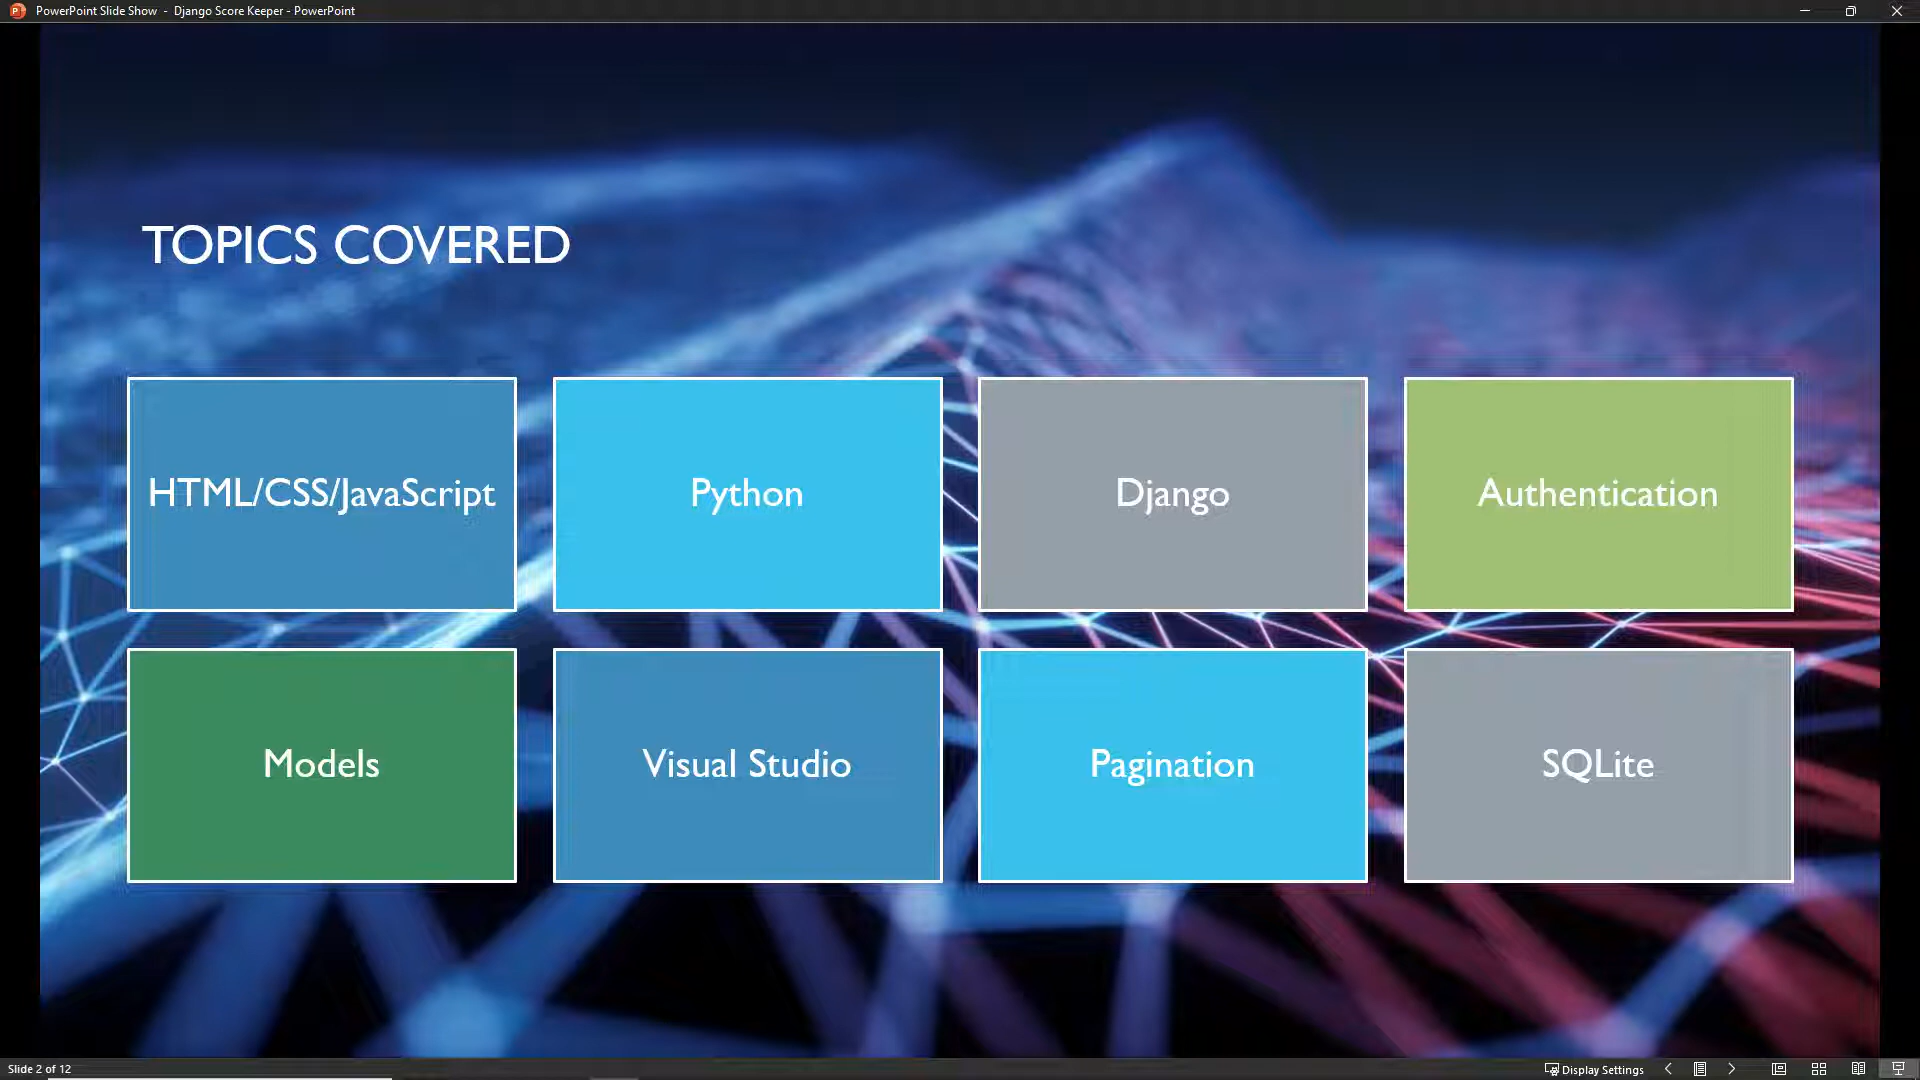 PowerPoint Slide Show - Django Score Keeper - PowerPoint
TOPICS COVERED
HTML/CSS/JavaScript
Python
Django
Authentication
Models
Visual Studio
Pagination
SQLite
Slide 2 of 12
Display Settings